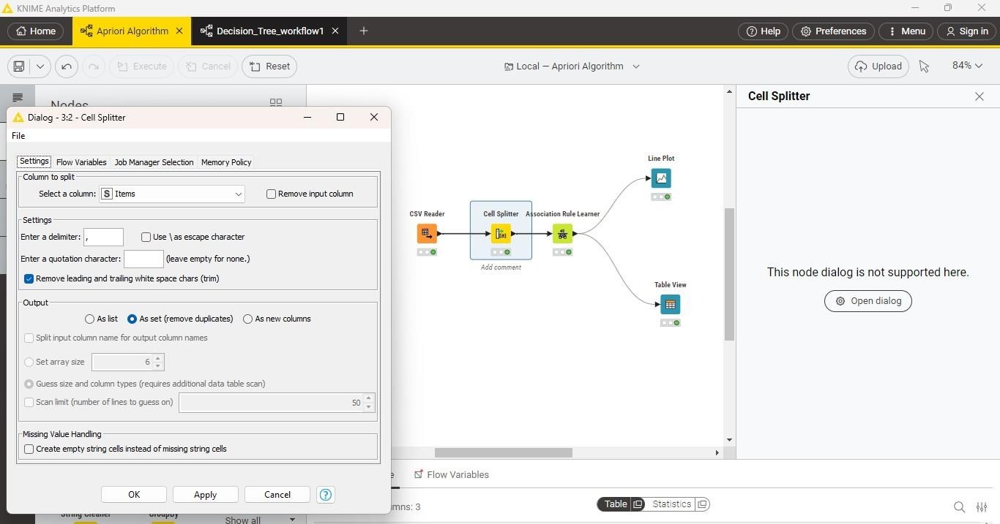 KNIME Analytics Platform
Home
Apriori Algorithm
Decision_Tree_workflow1
Help
Preferences
Menu
Sign in
Execute
Cancel
Reset
Local — Apriori Algorithm
Upload
84%
Nodes
Dialog - 3:2 - Cell Splitter
File
Settings Flow Variables Job Manager Selection Memory Policy
Column to split
Select a column: S Items
Remove input column
Settings
Enter a delimiter: ,
Use \ as escape character
Enter a quotation character: (leave empty for none.)
Remove leading and trailing white space chars (trim)
Output
As list As set (remove duplicates) As new columns
Split input column name for output column names
Set array size 6
Guess size and column types (requires additional data table scan)
Scan limit (number of lines to guess on) 50
Missing Value Handling
Create empty string cells instead of missing string cells
OK Apply Cancel ?
String Cleaner GroupBy
Show all
CSV Reader
Cell Splitter
Add comment
Association Rule Learner
Line Plot
Table View
Cell Splitter
This node dialog is not supported here.
Open dialog
Flow Variables
mns: 3
Table
Statistics